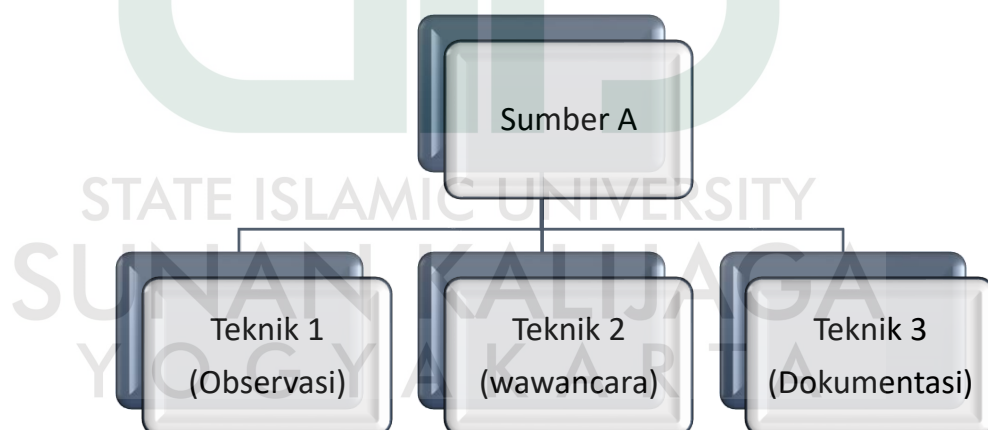 Sumber A
STATE ISLAMIC UNIVERSITY
SUNAN KALIJAGA
YOGYAKARTA
Teknik 1
(Observasi)
Teknik 2
(wawancara)
Teknik 3
(Dokumentasi)